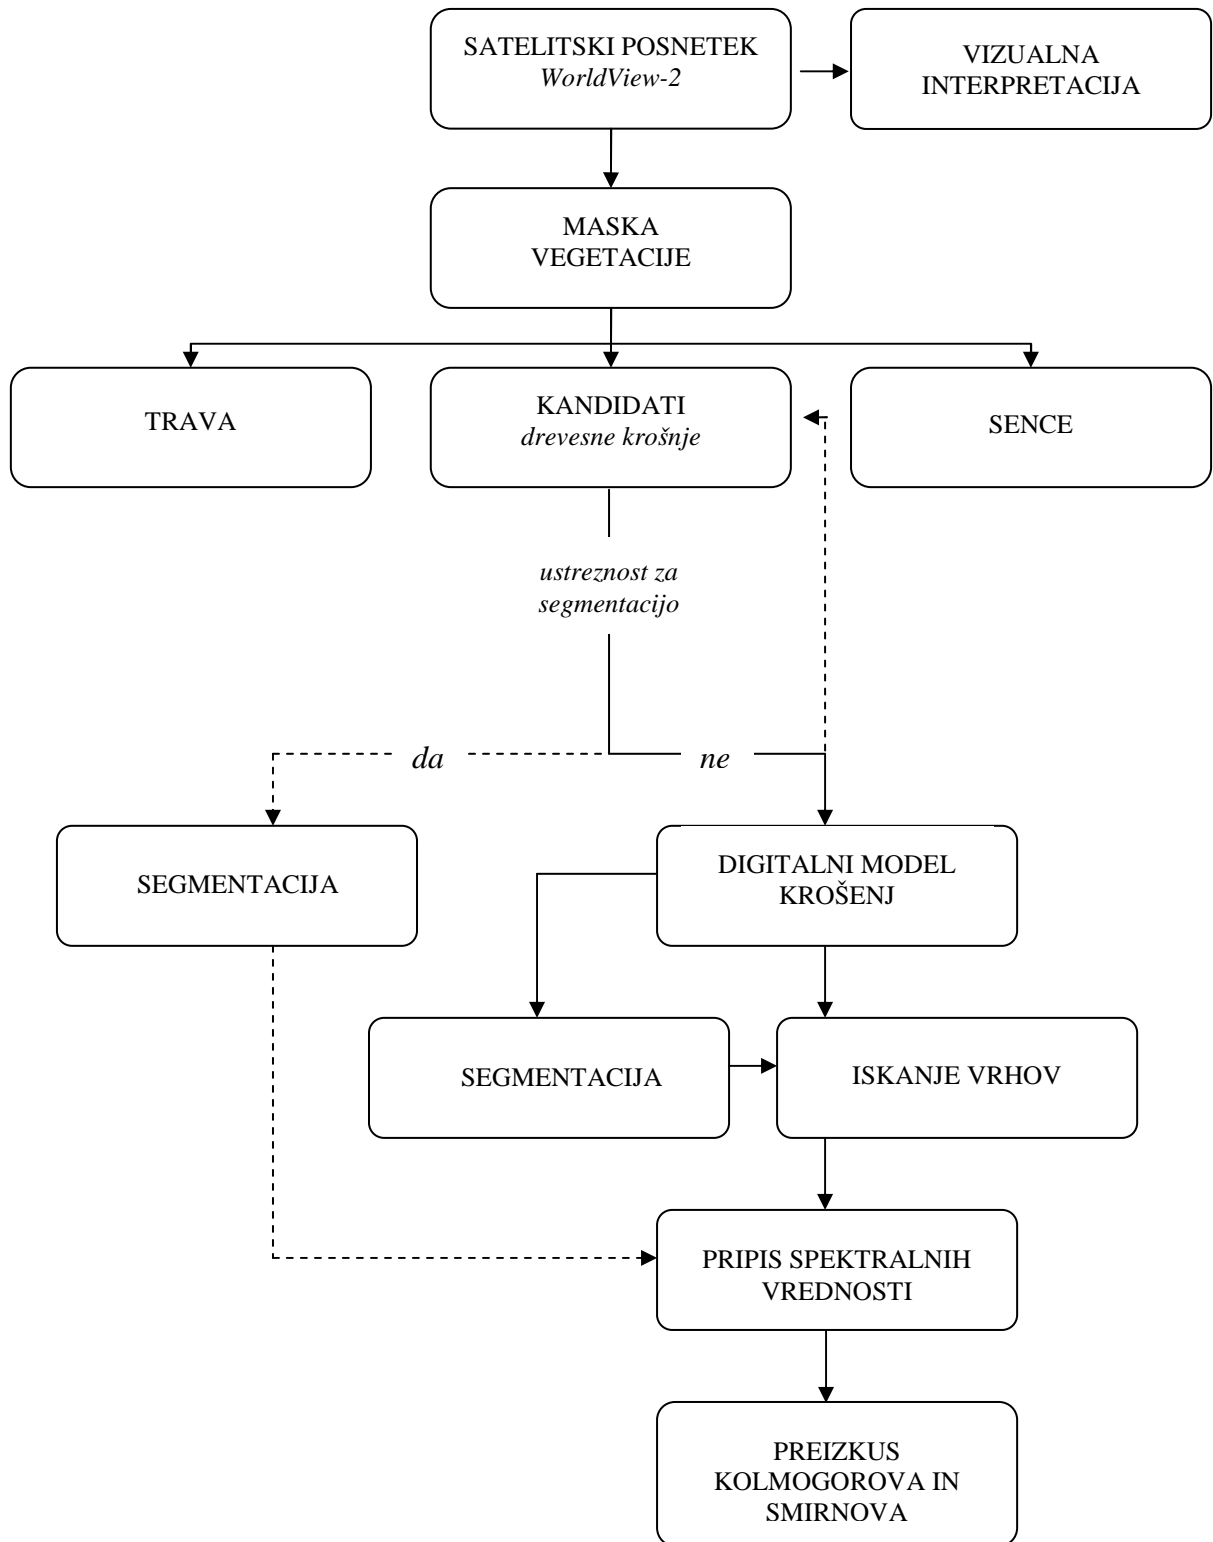 SATELITSKI POSNETEK
WorldView-2
VIZUALNA
INTERPRETACIJA
MASKA
VEGETACIJE
TRAVA
KANDIDATI
drevesne krošnje
SENCE
ustreznost za
segmentacijo
da
ne
SEGMENTACIJA
DIGITALNI MODEL
KROŠENJ
SEGMENTACIJA
ISKANJE VRHOV
PRIPIS SPEKTRALNIH
VREDNOSTI
PREIZKUS
KOLMOGOROVA IN
SMIRNOVA